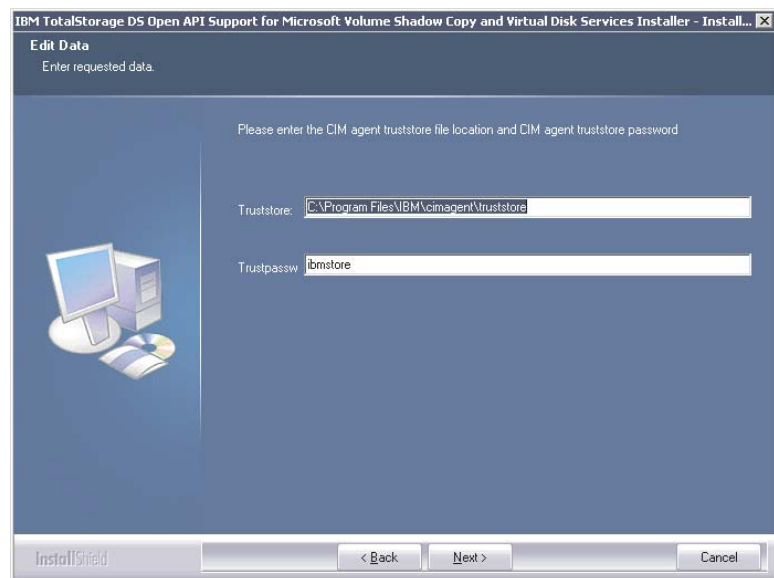 IBM TotalStorage DS Open API Support for Microsoft Volume Shadow Copy and Virtual Disk Services Installer - Install...
Edit Data
Enter requested data.
Please enter the CIM agent truststore file location and CIM agent truststore password
Truststore: C:\Program Files\IBM\cimagent\truststore
Trustpassw ibmstore
InstallShield
< Back Next > Cancel